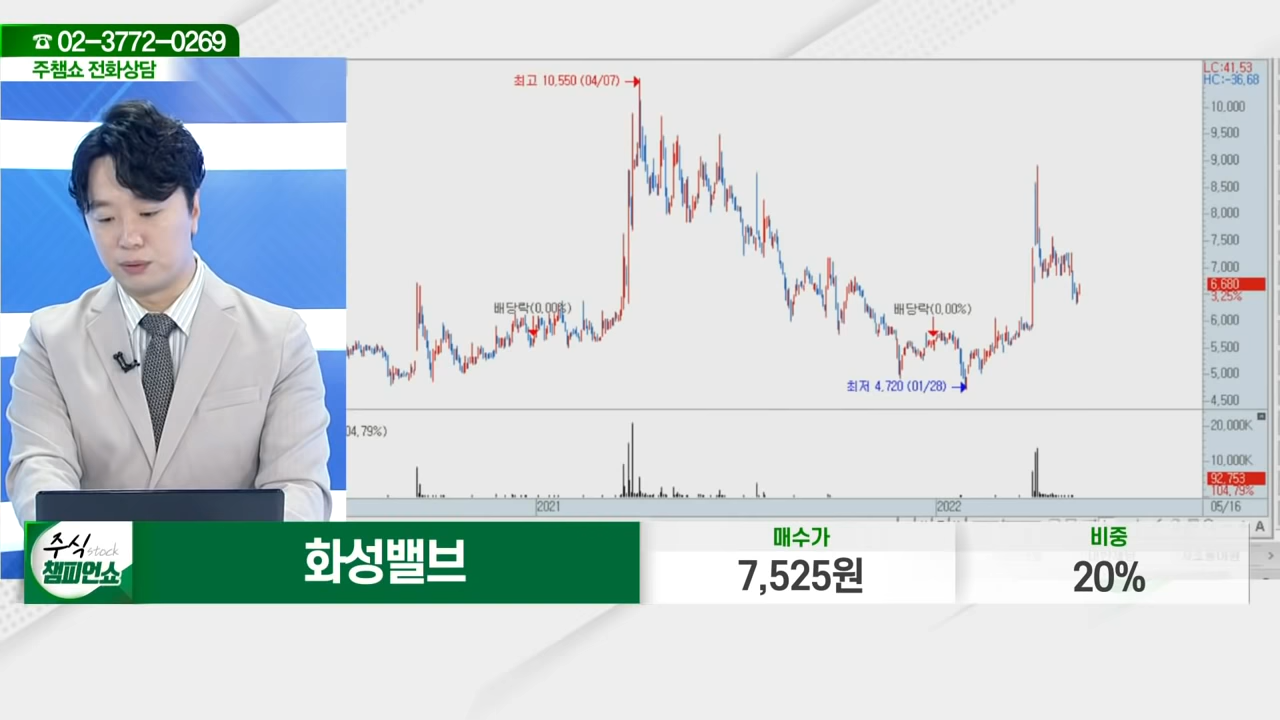 ☎ 02-3772-0269
주챔쇼 전화상담
최고 10,550 (04/07)
배당락(0,00%)
배당락(0,00%)
최저 4,720 (01/28)
LC:41,53
HC:-36,68
10,000
9,500
9,000
8,500
8,000
7,500
7,000
6,680
3,25%
6,000
5,500
5,000
4,500
04,79%)
20,000K
10,000K
92,753
104,79%
2021
2022
05/16
A
주식 stock
챔피언쇼
화성밸브
매수가
7,525원
비중
20%